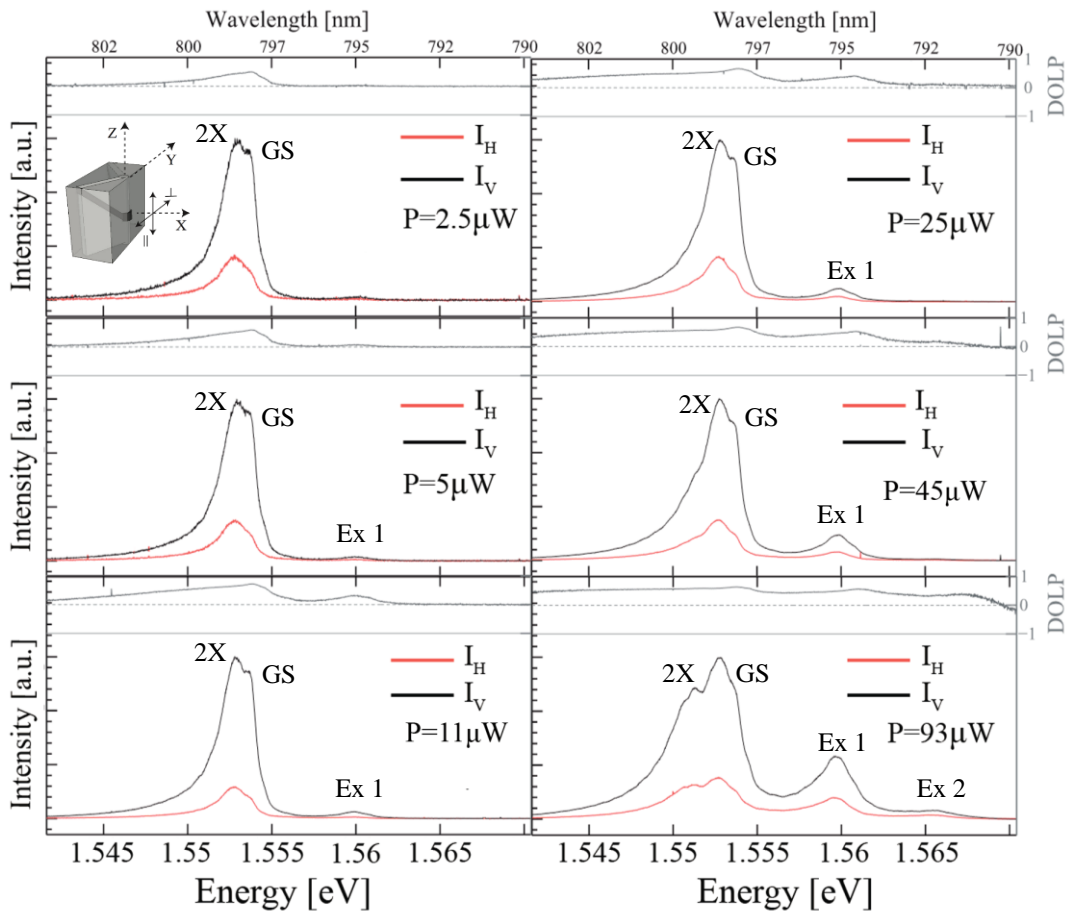 Wavelength [nm]
Wavelength [nm]
802 800 797 795 792 790
802 800 797 795 792 790
1
0
−1
DOLP
Intensity [a.u.]
Z
Y
X
⊥
||
2X
GS
I_H
I_V
P=2.5μW
2X
GS
I_H
I_V
P=25μW
Ex 1
1
0
−1
DOLP
Intensity [a.u.]
2X
GS
I_H
I_V
P=5μW
Ex 1
2X
GS
I_H
I_V
P=45μW
Ex 1
1
0
−1
DOLP
Intensity [a.u.]
2X
GS
I_H
I_V
P=11μW
Ex 1
2X
GS
I_H
I_V
P=93μW
Ex 1
Ex 2
1.545 1.55 1.555 1.56 1.565
1.545 1.55 1.555 1.56 1.565
Energy [eV]
Energy [eV]